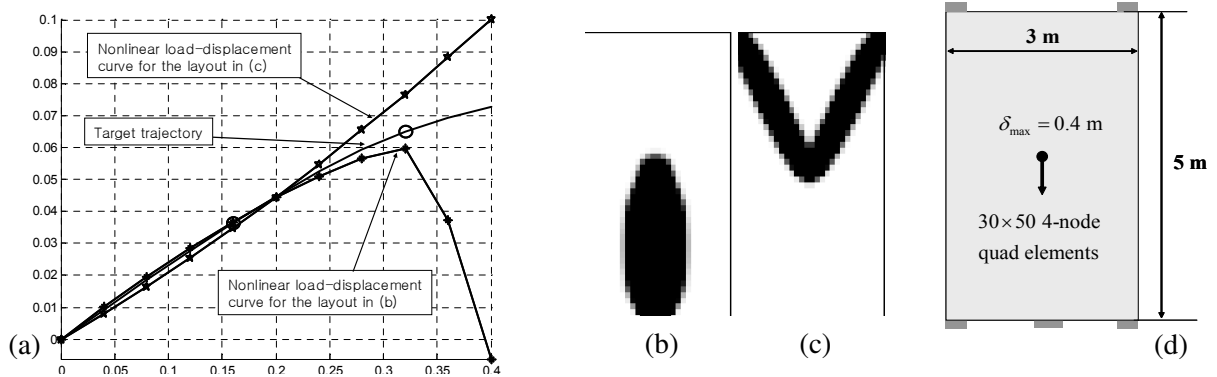 0.1
0.09
0.08
0.07
0.06
0.05
0.04
0.03
0.02
0.01
0
0 0.05 0.1 0.15 0.2 0.25 0.3 0.35 0.4
Nonlinear load-displacement
curve for the layout in (c)
Target trajectory
Nonlinear load-displacement
curve for the layout in (b)
(a)
(b)
(c)
3 m
δmax = 0.4 m
5 m
30×50 4-node
quad elements
(d)